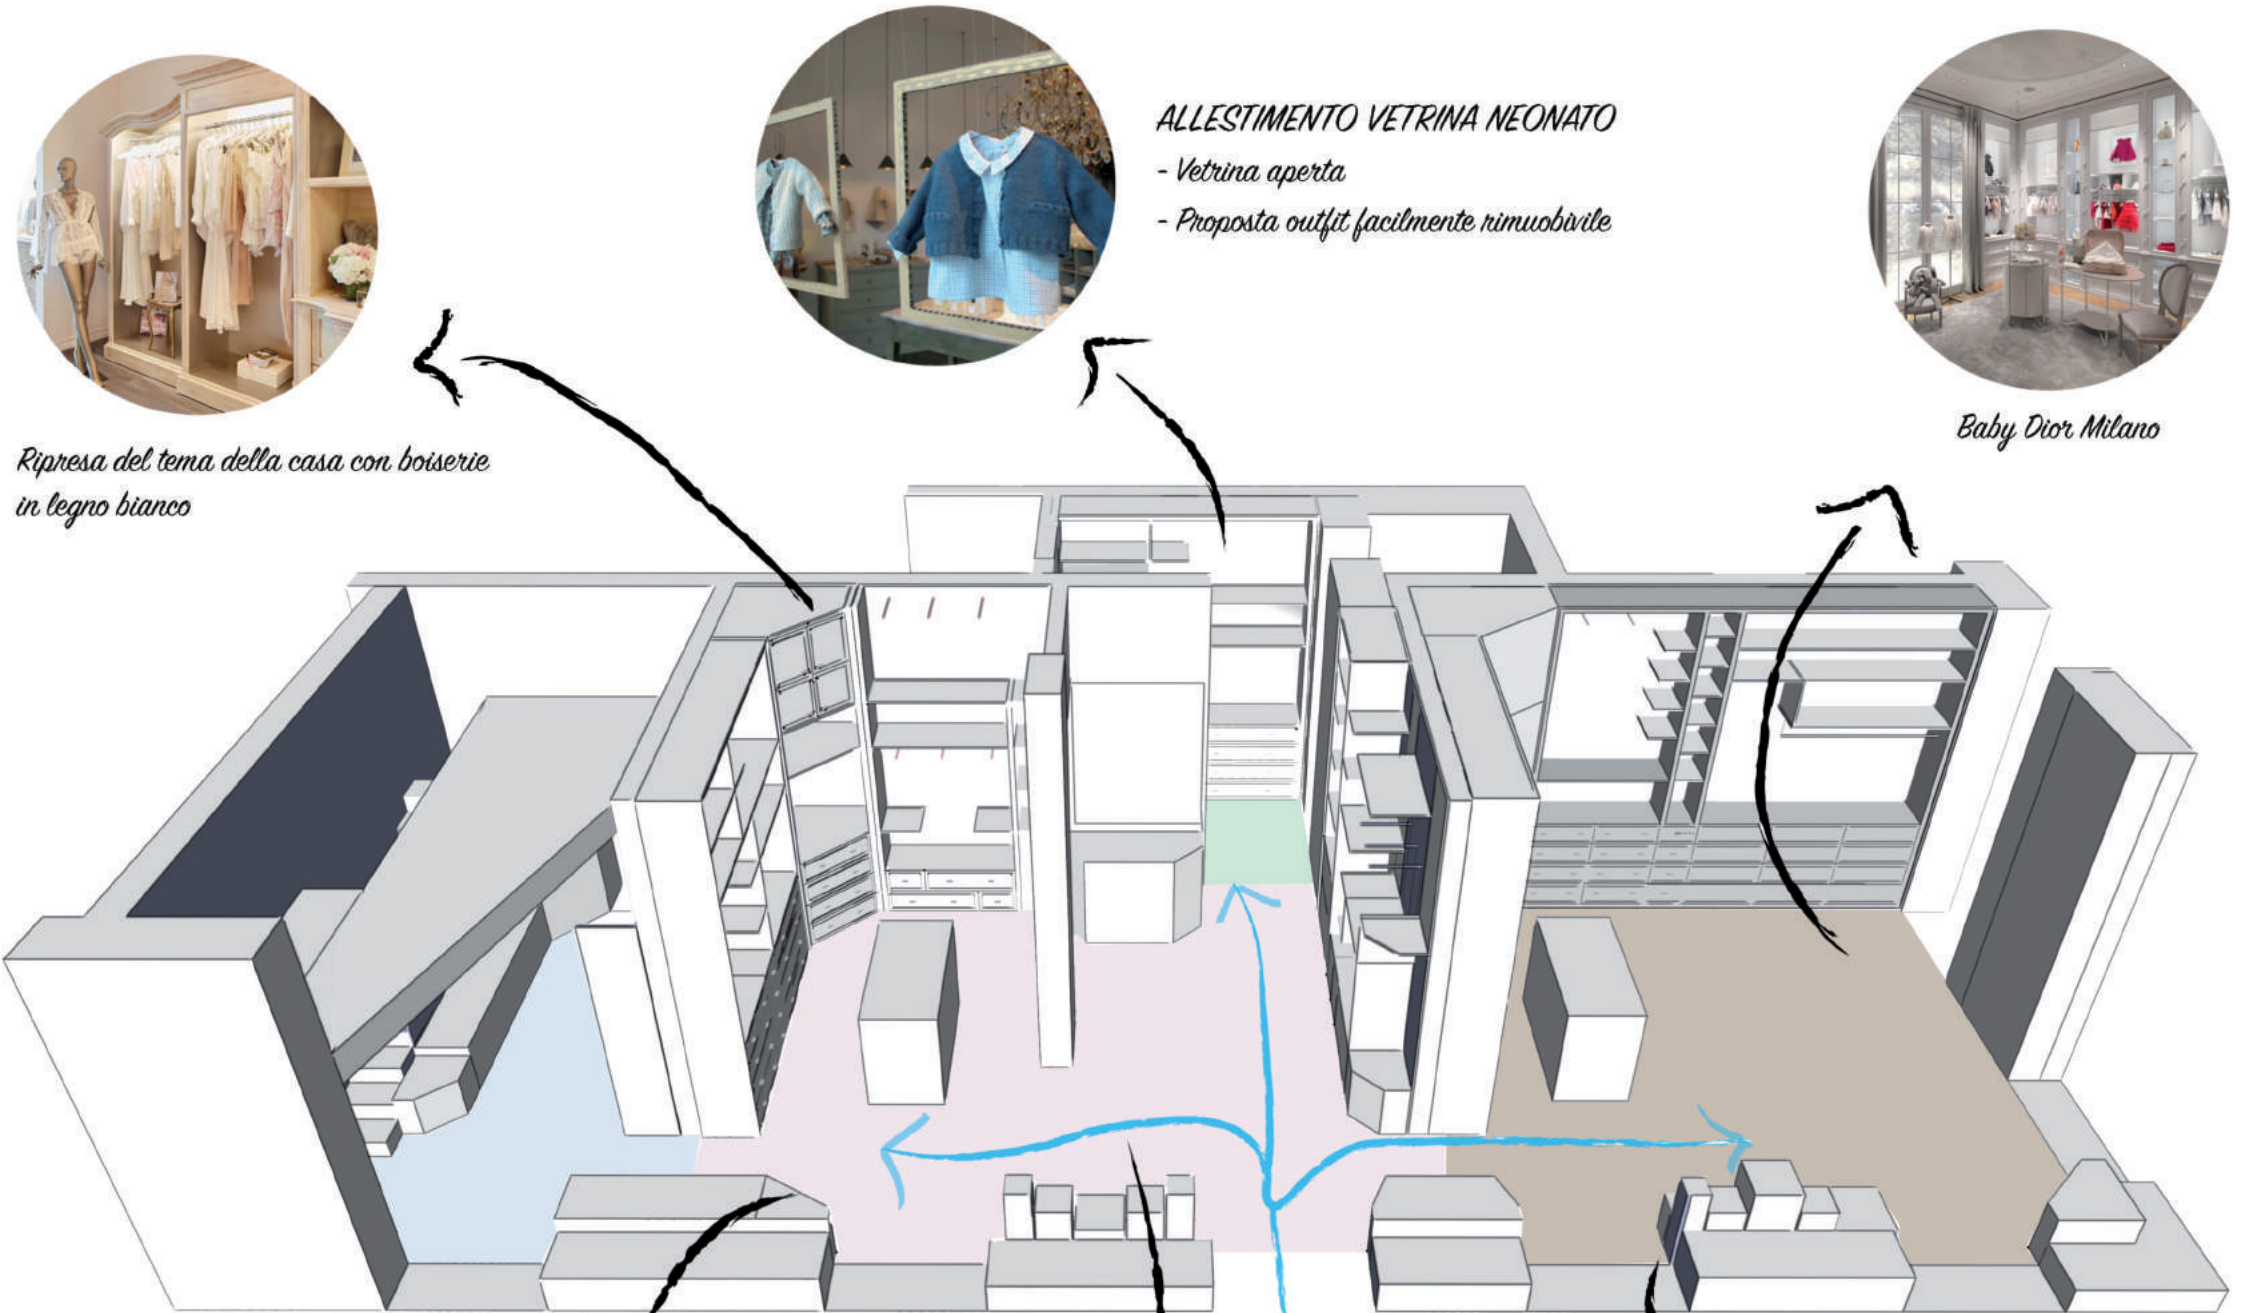 ALLESTIMENTO VETRINA NEONATO
- Vetrina aperta
- Proposta outfit facilmente rimuobivile
Baby Dior Milano
Ripresa del tema della casa con boiserie
in legno bianco